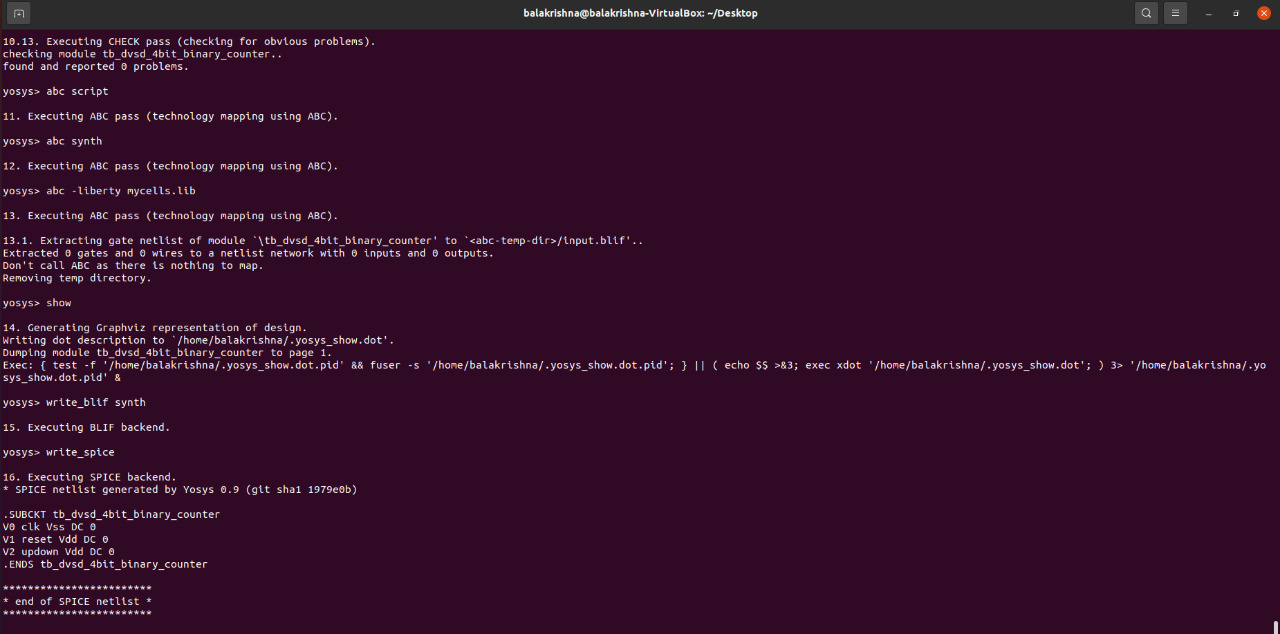 balakrishna@balakrishna-VirtualBox: ~/Desktop
10.13. Executing CHECK pass (checking for obvious problems).
checking module tb_dvsd_4bit_binary_counter..
found and reported 0 problems.
yosys> abc script
11. Executing ABC pass (technology mapping using ABC).
yosys> abc synth
12. Executing ABC pass (technology mapping using ABC).
yosys> abc -liberty mycells.lib
13. Executing ABC pass (technology mapping using ABC).
13.1. Extracting gate netlist of module `\tb_dvsd_4bit_binary_counter' to `<abc-temp-dir>/input.blif'..
Extracted 0 gates and 0 wires to a netlist network with 0 inputs and 0 outputs.
Don't call ABC as there is nothing to map.
Removing temp directory.
yosys> show
14. Generating Graphviz representation of design.
Writing dot description to `/home/balakrishna/.yosys_show.dot'.
Dumping module tb_dvsd_4bit_binary_counter to page 1.
Exec: { test -f '/home/balakrishna/.yosys_show.dot.pid' && fuser -s '/home/balakrishna/.yosys_show.dot.pid'; } || ( echo $$ >&3; exec xdot '/home/balakrishna/.yosys_show.dot'; ) 3> '/home/balakrishna/.yo
sys_show.dot.pid' &
yosys> write_blif synth
15. Executing BLIF backend.
yosys> write_spice
16. Executing SPICE backend.
* SPICE netlist generated by Yosys 0.9 (git sha1 1979e0b)
.SUBCKT tb_dvsd_4bit_binary_counter
V0 clk Vss DC 0
V1 reset Vdd DC 0
V2 updown Vdd DC 0
.ENDS tb_dvsd_4bit_binary_counter
************************
* end of SPICE netlist *
************************